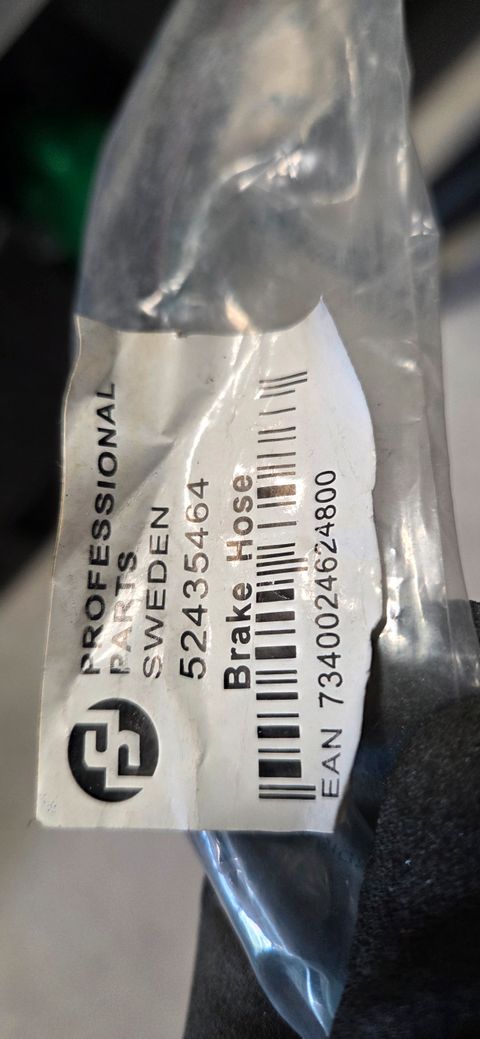 PROFESSIONAL
PARTS
SWEDEN
52435464
Brake Hose
EAN 7340024624800